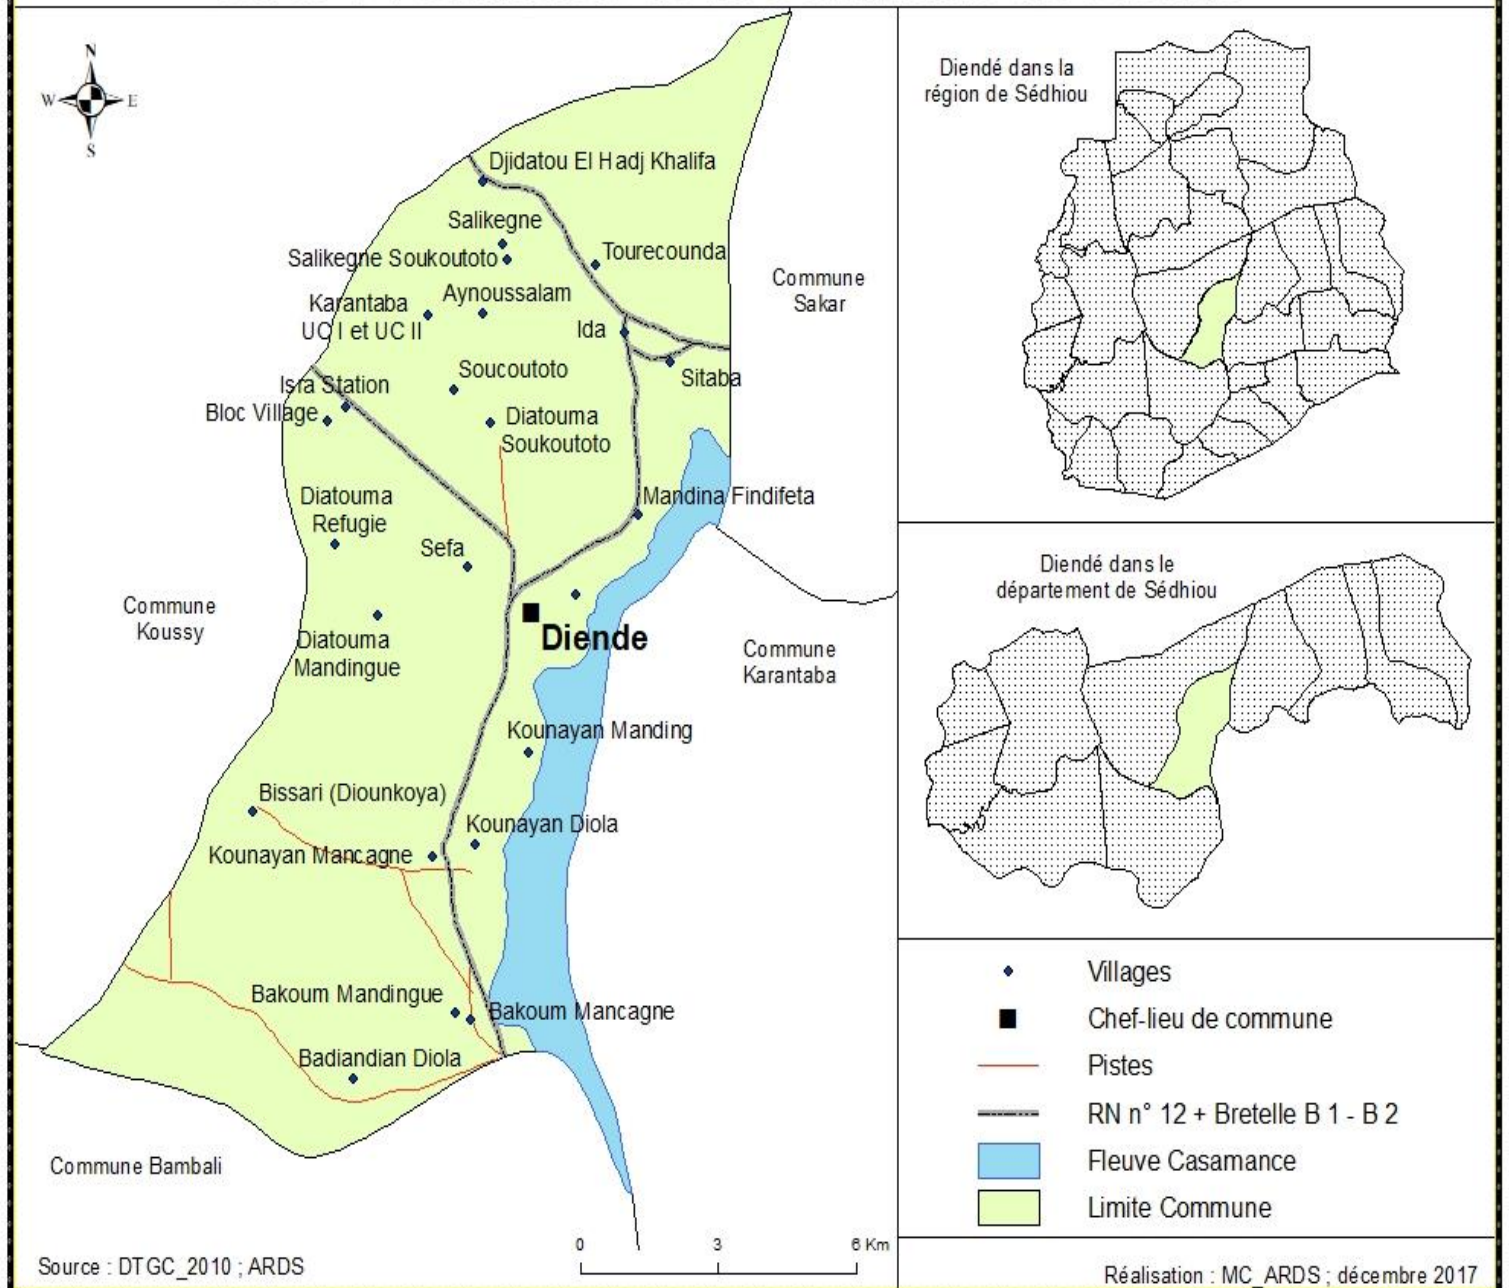 N
W
E
S
Djidatou El Hadj Khalifa
Salikegne
Salikegne Soukoutoto
Tourecounda
Karantaba
UC I et UC II
Aynoussalam
Ida
Soucoutoto
Sitaba
Isra Station
Bloc Village
Diatouma
Soukoutoto
Diatouma
Refugie
Mandina Findifeta
Sefa
Diende
Diatouma
Mandingue
Kounayan Manding
Bissari (Diounkoya)
Kounayan Diola
Kounayan Mancagne
Bakoum Mandingue
Bakoum Mancagne
Badiandian Diola
Commune
Sakar
Commune
Koussy
Commune
Karantaba
Commune Bambali
0 3 6 Km
Source : DTGC_2010 ; ARDS
Diendé dans la
région de Sédhiou
Diendé dans le
département de Sédhiou
Villages
Chef-lieu de commune
Pistes
RN n° 12 + Bretelle B 1 - B 2
Fleuve Casamance
Limite Commune
Réalisation : MC_ARDS ; décembre 2017